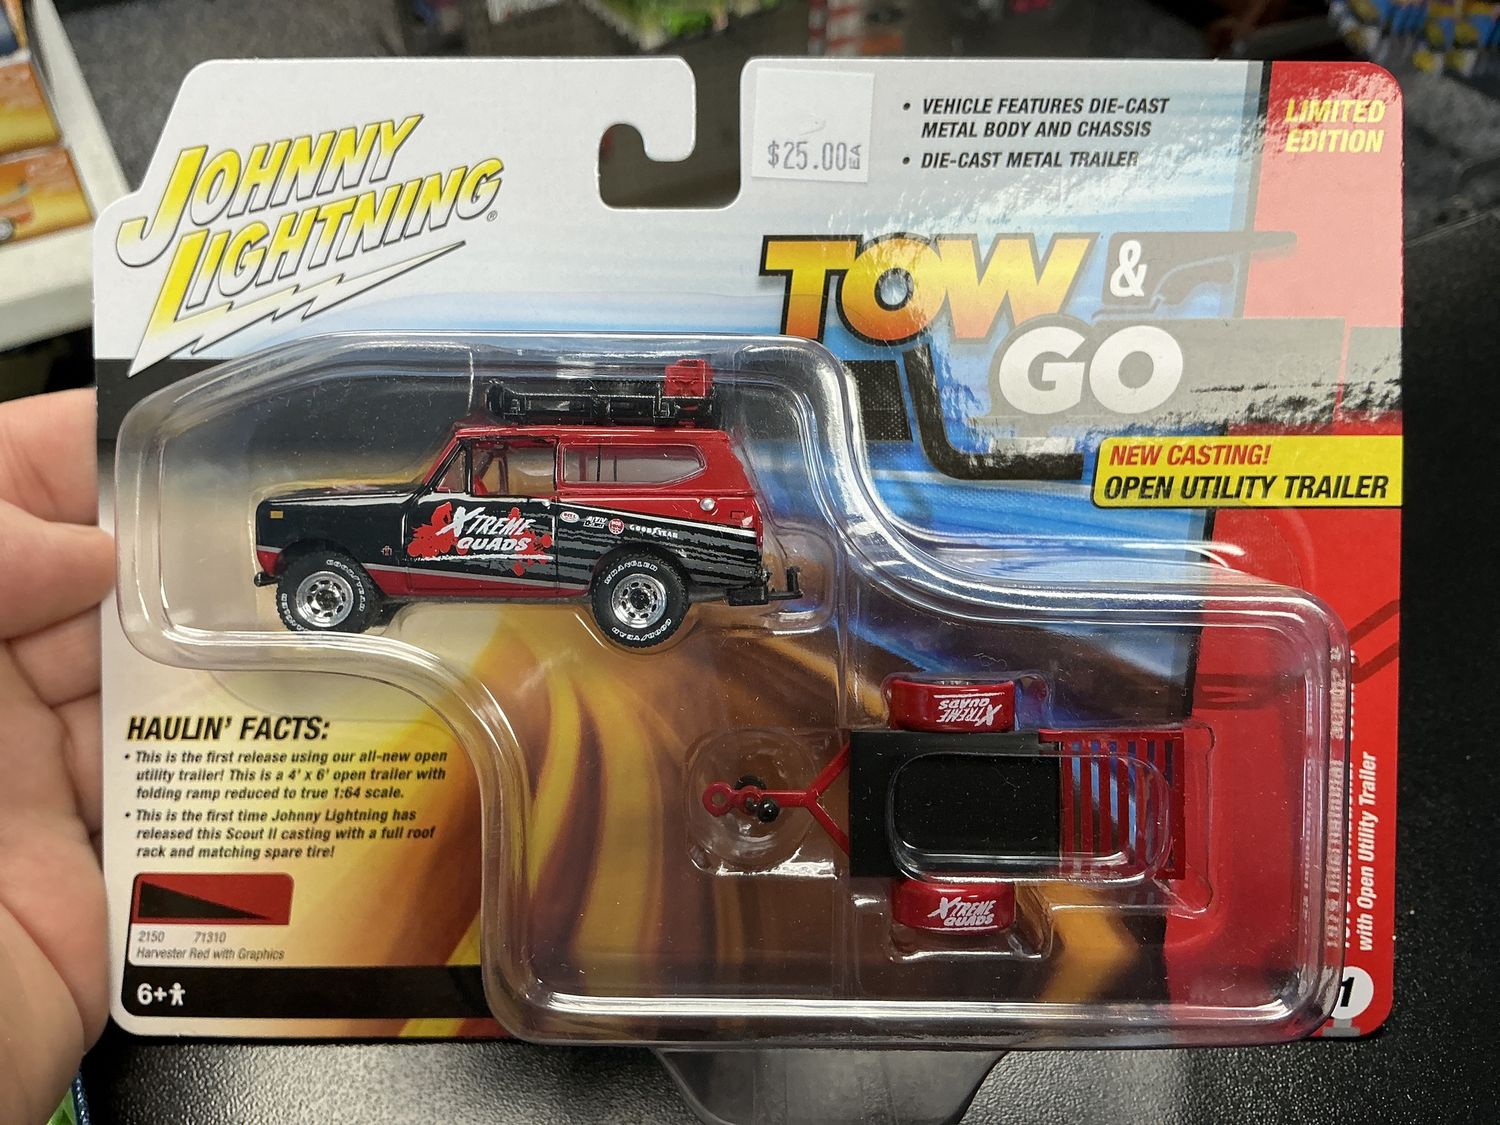 JOHNNY
LIGHTNING®
$25.00
• VEHICLE FEATURES DIE-CAST
METAL BODY AND CHASSIS
• DIE-CAST METAL TRAILER
LIMITED
EDITION
TOW &
GO
NEW CASTING!
OPEN UTILITY TRAILER
XTREME
QUADS
GOODYEAR
GOODYEAR
WRANGLER
GOODYEAR
HAULIN' FACTS:
• This is the first release using our all-new open
utility trailer! This is a 4' x 6' open trailer with
folding ramp reduced to true 1:64 scale.
• This is the first time Johnny Lightning has
released this Scout II casting with a full roof
rack and matching spare tire!
2150 71310
Harvester Red with Graphics
6+
XTREME
QUADS
XTREME
QUADS
with Open Utility Trailer
1